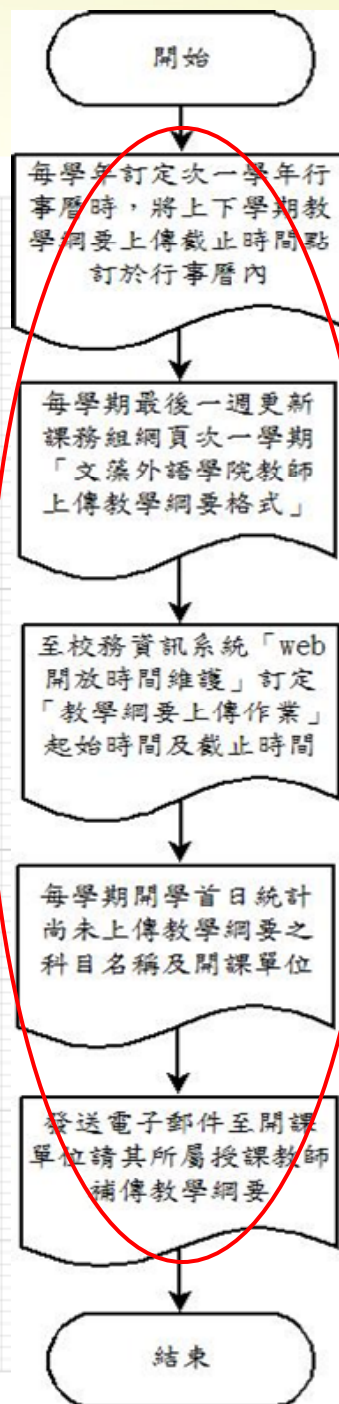 開始
每學年訂定次一學年行
事曆時，將上下學期教
學綱要上傳截止時間點
訂於行事曆內
每學期最後一週更新
課務組網頁次一學期
「文藻外語學院教師
上傳教學綱要格式」
至校務資訊系統「web
開放時間維護」訂定
「教學綱要上傳作業」
起始時間及截止時間
每學期開學首日統計
尚未上傳教學綱要之
科目名稱及開課單位
發送電子郵件至開課
單位請其所屬授課教師
補傳教學綱要
結束